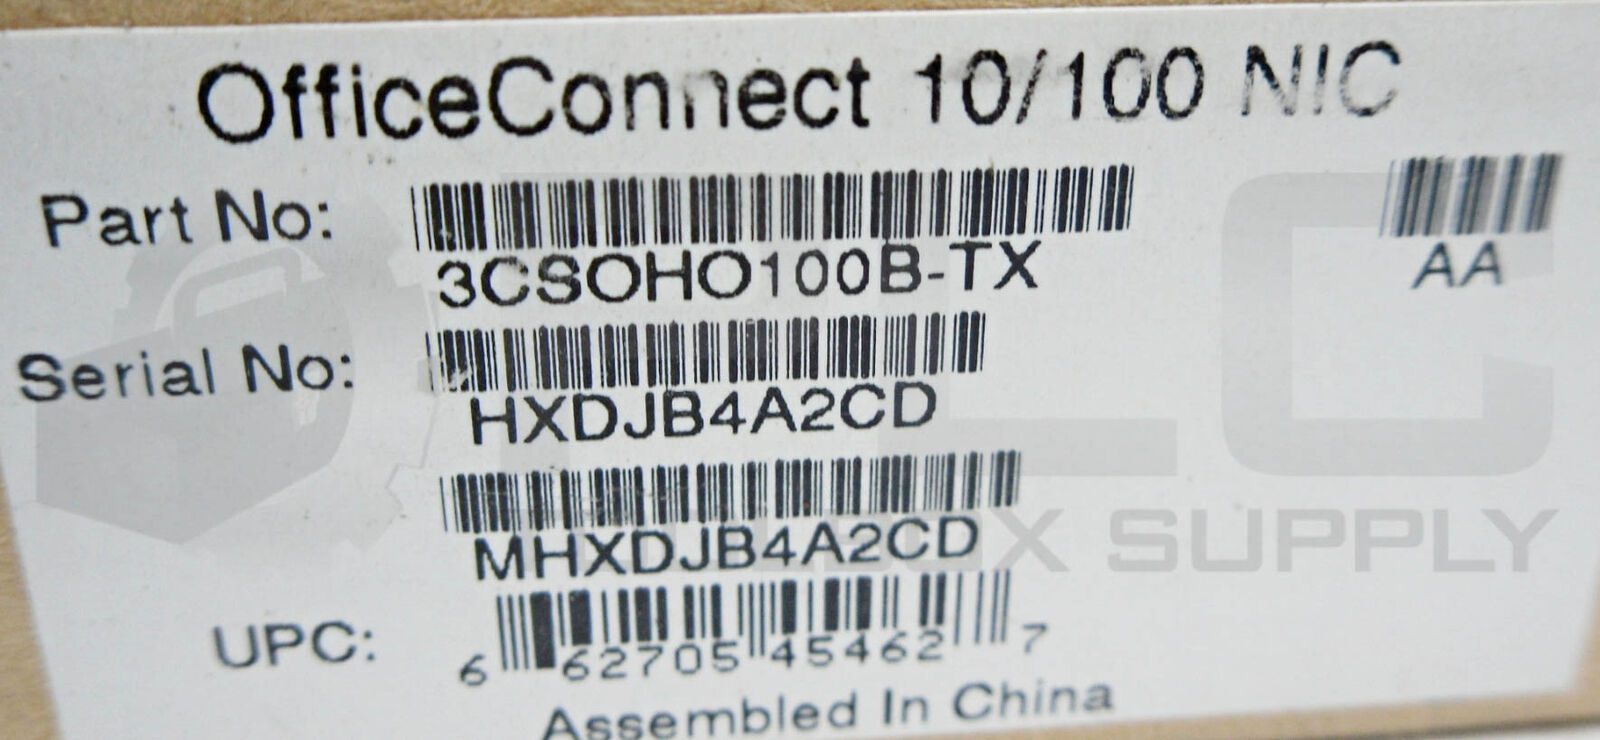 OfficeConnect 10/100 NIC
Part No:
3CSOHO100B-TX
AA
Serial No:
HXDJB4A2CD
MHXDJB4A2CD
UPC:
6 62705 45462 7
Assembled In China
SUPPLY